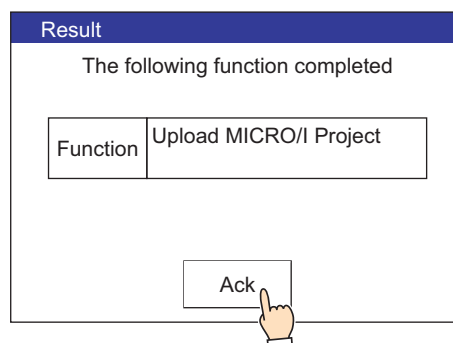 Result
The following function completed
Function
Upload MICRO/I Project
Ack